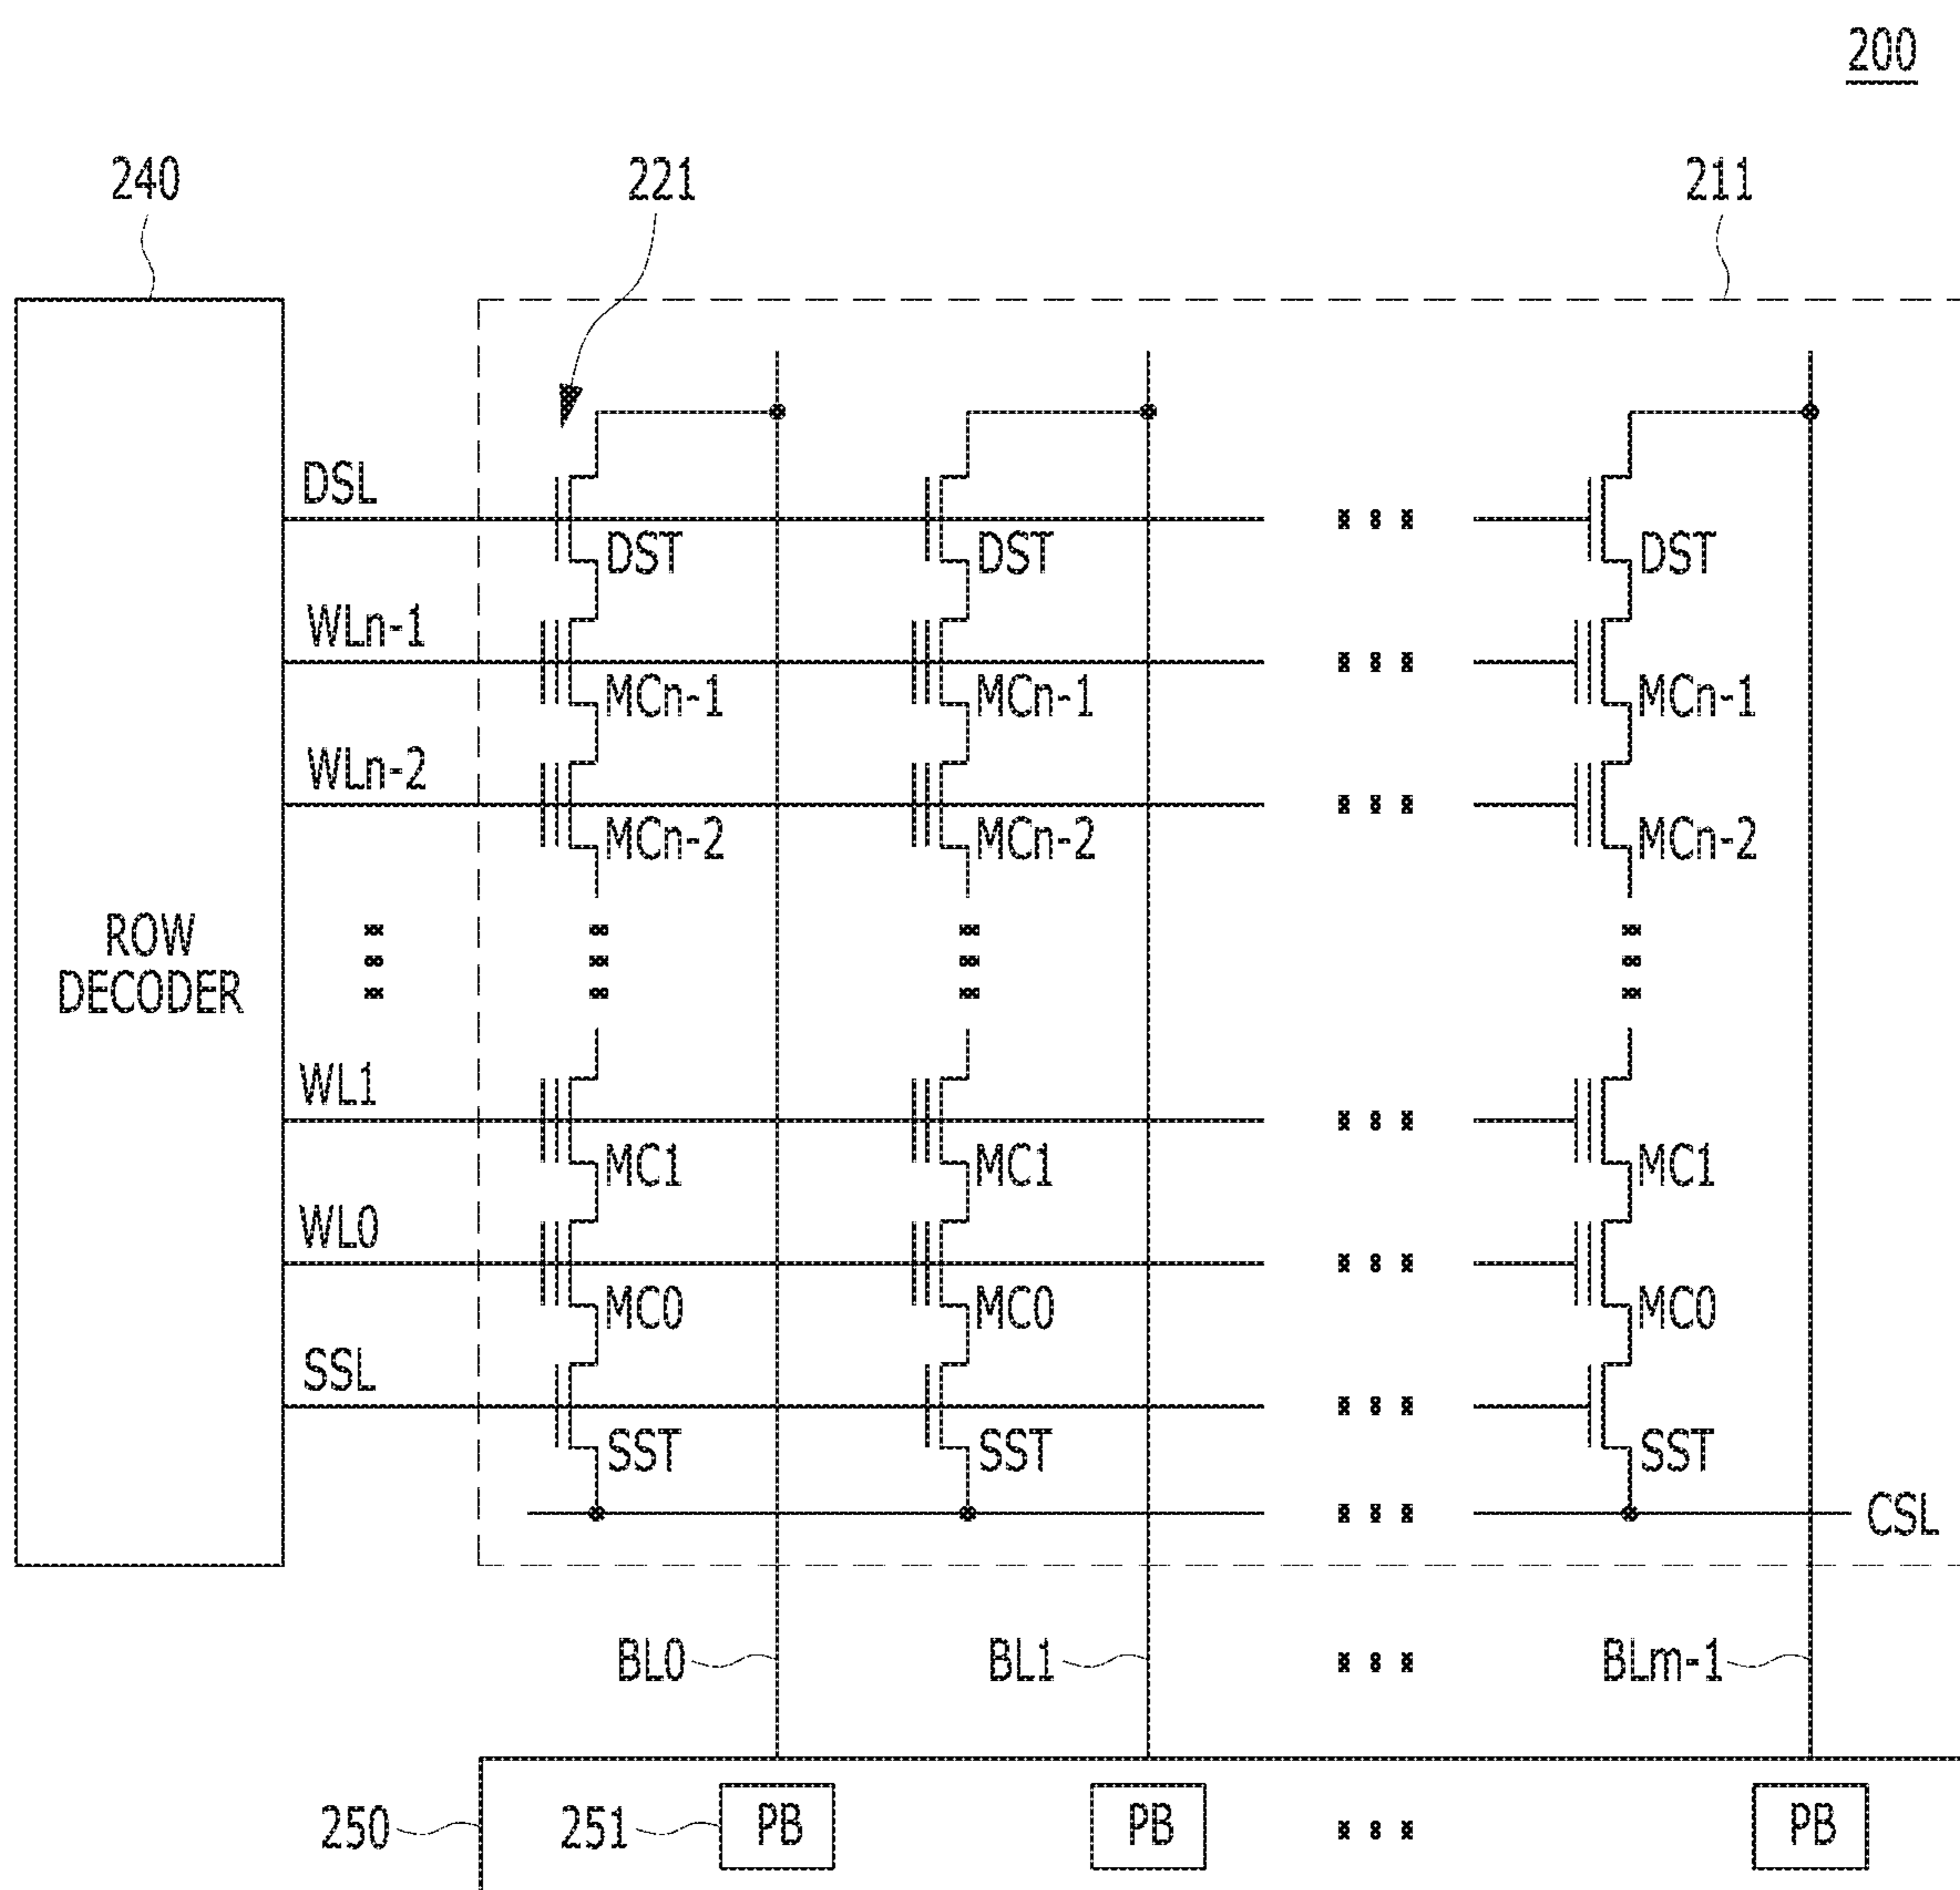 200
240 221 211
DSL
DST DST DST
WLn-1
MCn-1 MCn-1 MCn-1
WLn-2
MCn-2 MCn-2 MCn-2
ROW
DECODER
WL1
MC1 MC1 MC1
WL0
MC0 MC0 MC0
SSL
SST SST SST
CSL
BL0 BL1 BLm-1
250 251 PB PB PB